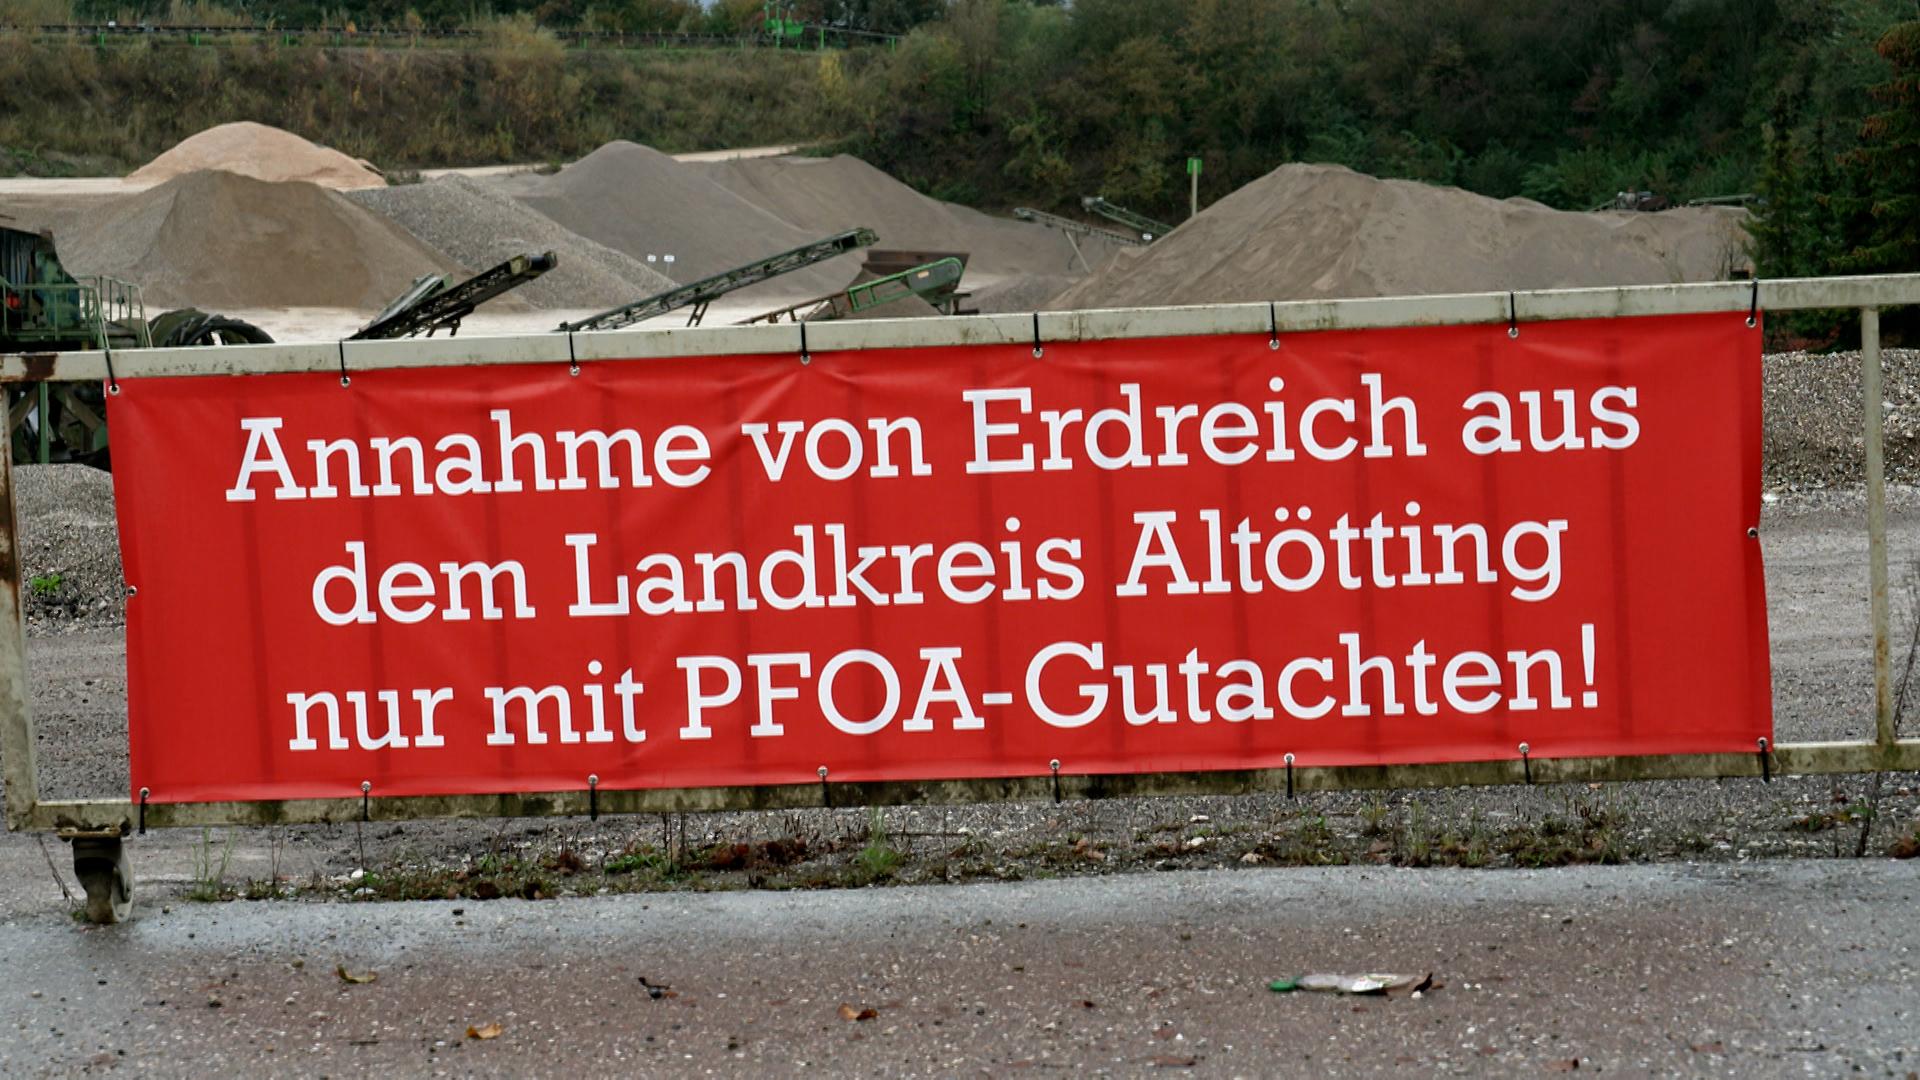 Annahme von Erdreich aus
dem Landkreis Altötting
nur mit PFOA-Gutachten!